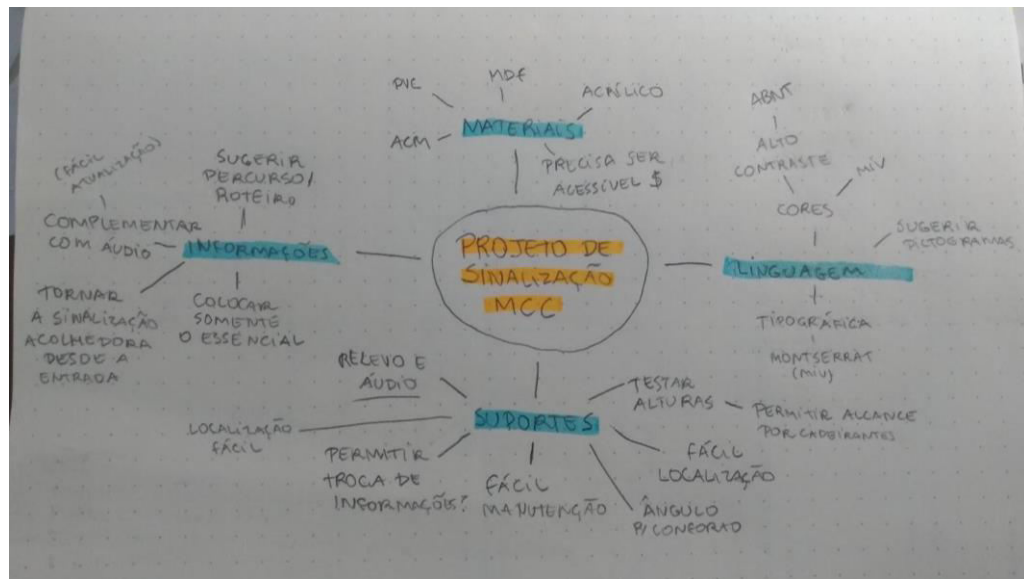 PROJETO DE
SINALIZAÇÃO
MCC
MATERIAIS
PVC
MDF
ACRÍLICO
ACM
PRECISA SER
ACESSÍVEL $
LINGUAGEM
ABNT
ALTO
CONTRASTE
MIV
CORES
SUGERIR
PICTOGRAMAS
TIPOGRÁFICA
MONTSERRAT
(MIV)
INFORMAÇÕES
(FÁCIL
ATUALIZAÇÃO)
SUGERIR
PERCURSO/
ROTEIRO
COMPLEMENTAR
COM ÁUDIO
TORNAR
A SINALIZAÇÃO
ACOLHEDORA
DESDE A
ENTRADA
COLOCAR
SOMENTE
O ESSENCIAL
SUPORTES
RELEVO E
ÁUDIO
LOCALIZAÇÃO
FÁCIL
PERMITIR
TROCA DE
INFORMAÇÕES?
FÁCIL
MANUTENÇÃO
ÂNGULO
P/ CONFORTO
FÁCIL
LOCALIZAÇÃO
TESTAR
ALTURAS
PERMITIR ALCANCE
POR CADEIRANTES